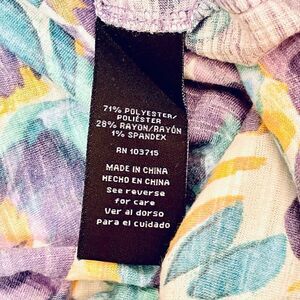 71% POLYESTER/
POLIÉSTER
28% RAYON/RAYÓN
1% SPANDEX
RN 103715
MADE IN CHINA
HECHO EN CHINA
See reverse
for care
Ver al dorso
para el cuidado